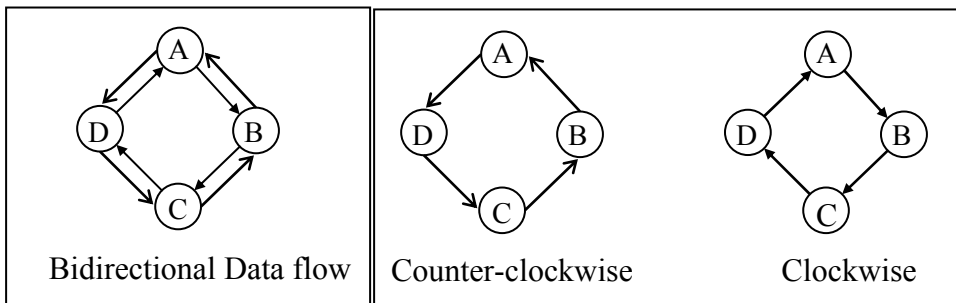 A
D
B
C
Bidirectional Data flow
A
D
B
C
Counter-clockwise
A
D
B
C
Clockwise